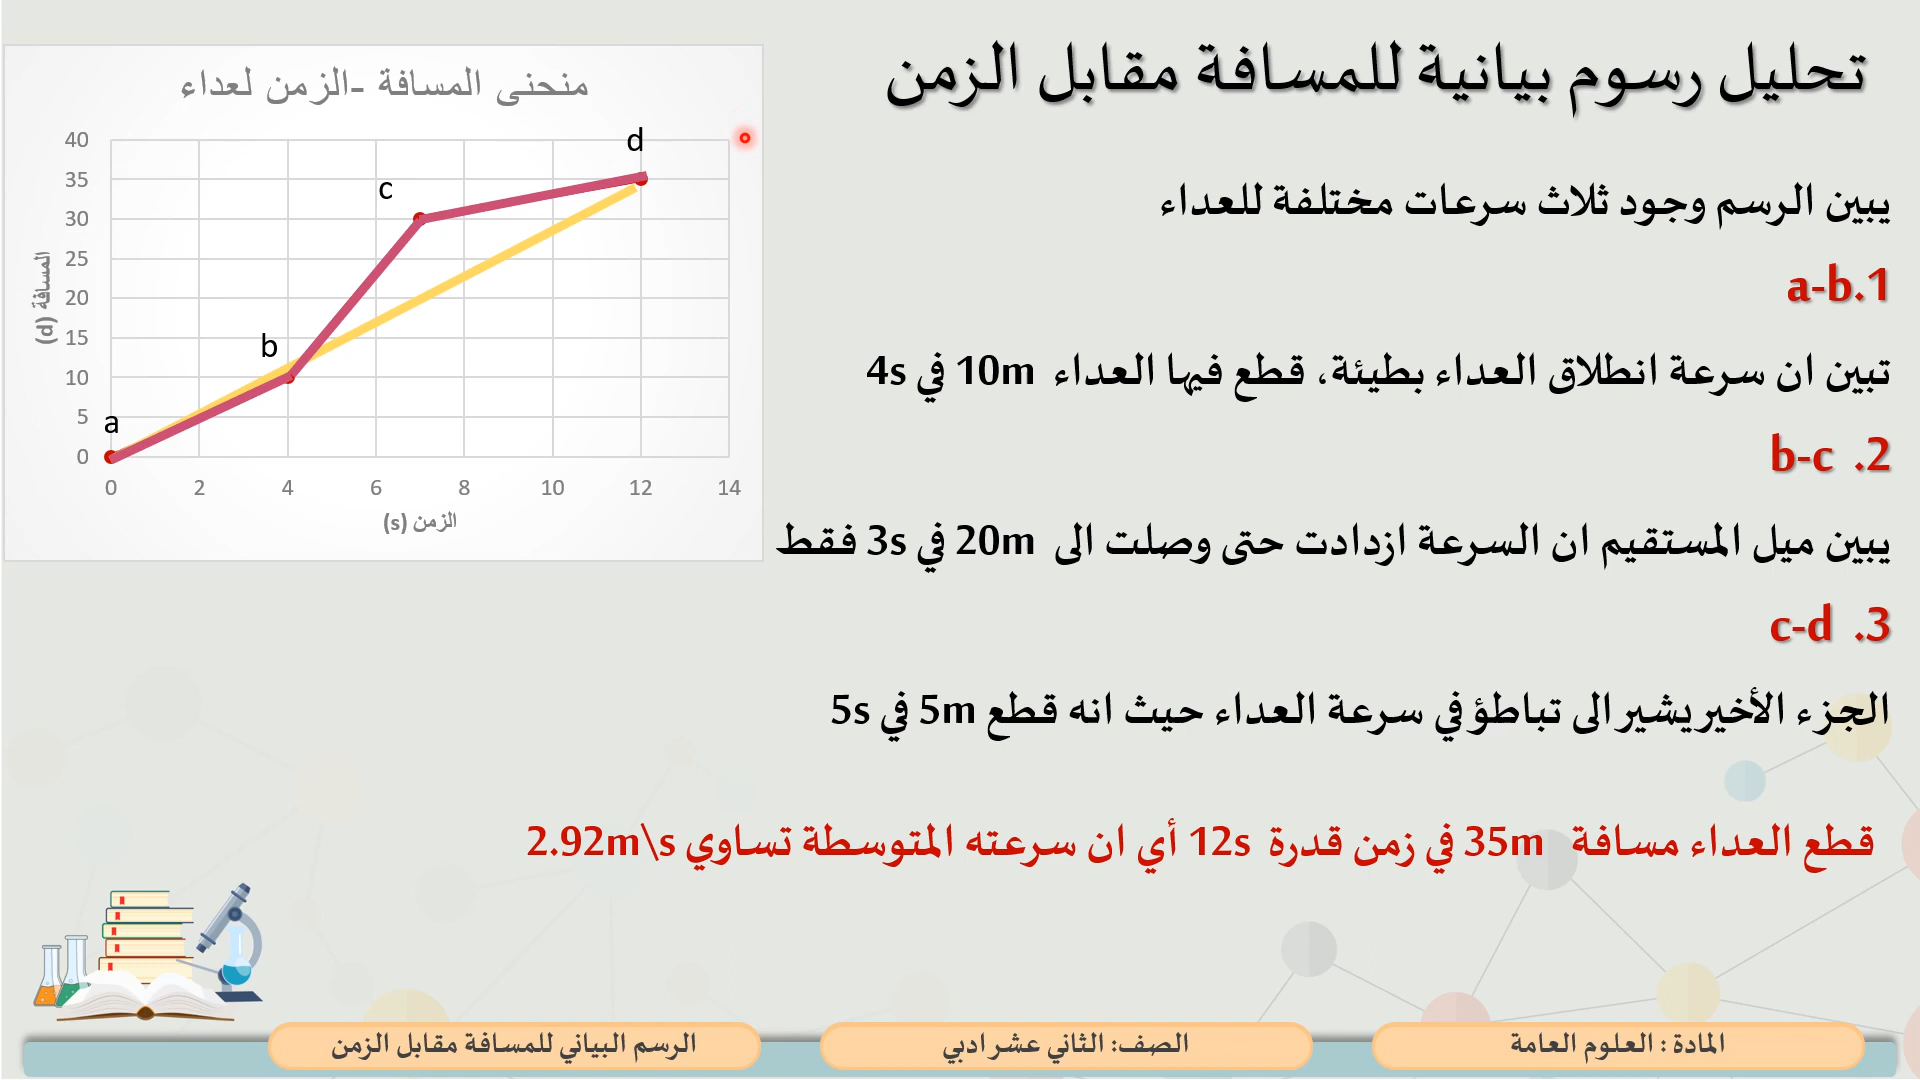 تحليل رسوم بيانية للمسافة مقابل الزمن
منحنى المسافة -الزمن لعداء
المسافة (d)
40
35
30
25
20
15
10
5
0
a
b
c
d
0 2 4 6 8 10 12 14
الزمن (s)
يبين الرسم وجود ثلاث سرعات مختلفة للعداء
a-b.1
تبين ان سرعة انطلاق العداء بطيئة، قطع فيها العداء 10m في 4s
b-c .2
يبين ميل المستقيم ان السرعة ازدادت حتى وصلت الى 20m في 3s فقط
c-d .3
الجزء الأخير يشير الى تباطؤ في سرعة العداء حيث انه قطع 5m في 5s
قطع العداء مسافة 35m في زمن قدرة 12s أي ان سرعته المتوسطة تساوي 2.92m\s
المادة : العلوم العامة
الصف: الثاني عشر ادبي
الرسم البياني للمسافة مقابل الزمن